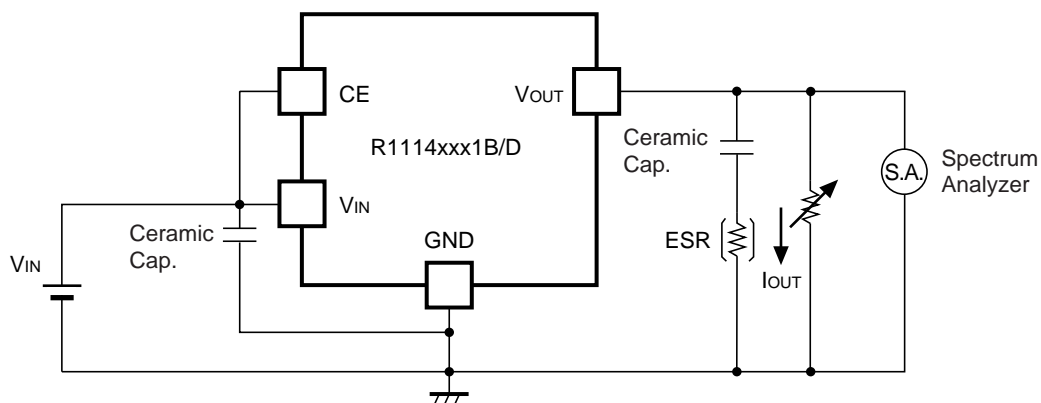 CE
VOUT
R1114xxx1B/D
VIN
GND
Ceramic
Cap.
VIN
Ceramic
Cap.
ESR
IOUT
S.A.
Spectrum
Analyzer